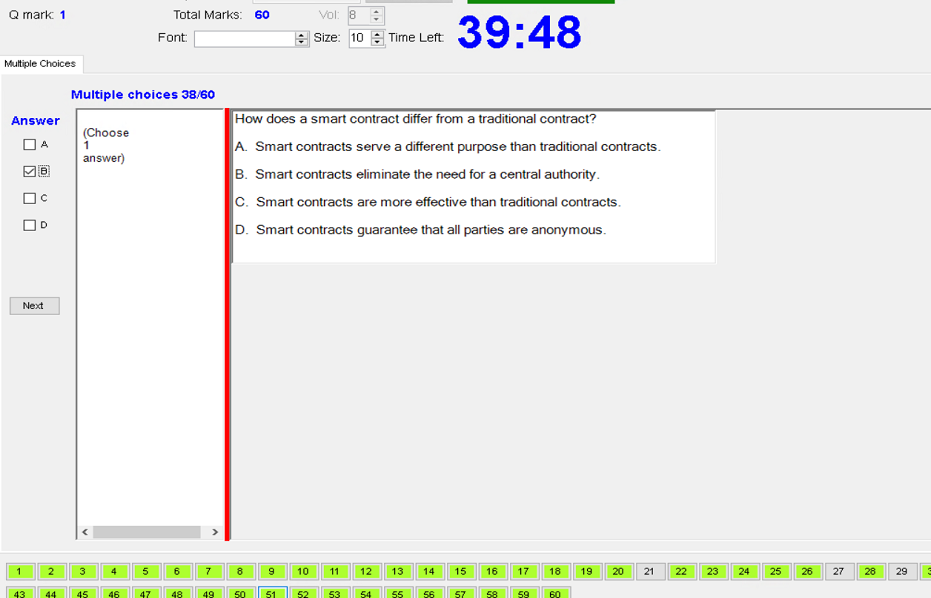 Q mark: 1 Total Marks: 60 Vol: 8
Font: Size: 10 Time Left: 39:48
Multiple Choices
Multiple choices 38/60
Answer
A
B
C
D
Next
(Choose
1
answer)
How does a smart contract differ from a traditional contract?
A. Smart contracts serve a different purpose than traditional contracts.
B. Smart contracts eliminate the need for a central authority.
C. Smart contracts are more effective than traditional contracts.
D. Smart contracts guarantee that all parties are anonymous.
1 2 3 4 5 6 7 8 9 10 11 12 13 14 15 16 17 18 19 20 21 22 23 24 25 26 27 28 29
43 44 45 46 47 48 49 50 51 52 53 54 55 56 57 58 59 60